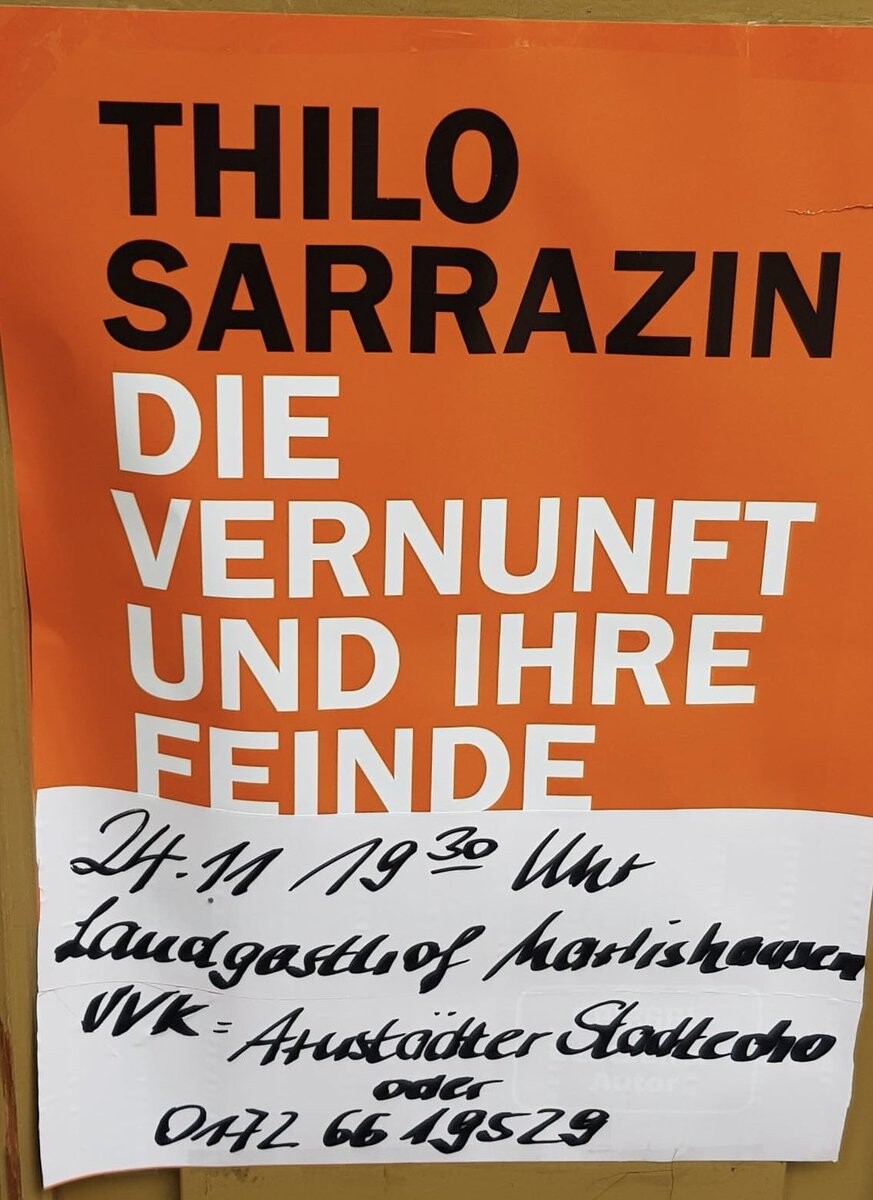 THILO
SARRAZIN
DIE
VERNUNFT
UND IHRE
FEINDE
24.11 19³⁰ Uhr
Landgasthof Marlishausen
VVK = Arnstädter Stadtecho
oder
0172 66 19529